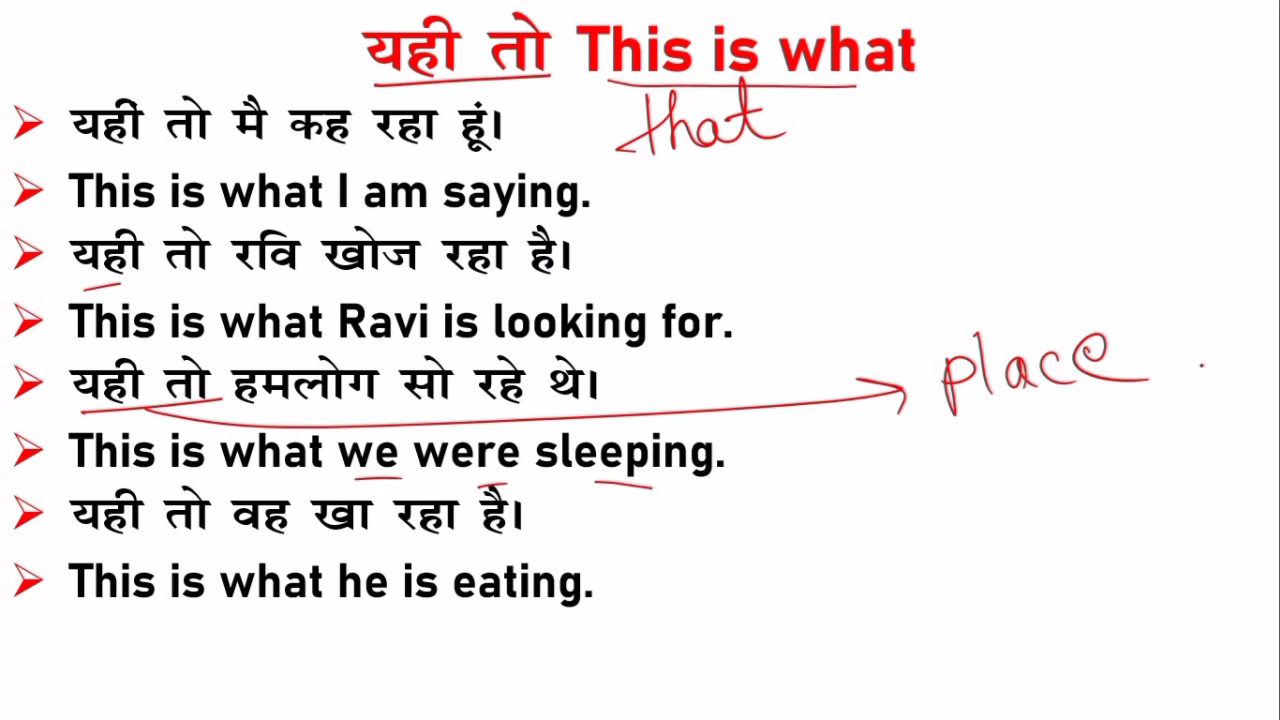 यही तो This is what
that
➤ यहीं तो मै कह रहा हूं।
➤ This is what I am saying.
➤ यही तो रवि खोज रहा है।
➤ This is what Ravi is looking for.
➤ यही तो हमलोग सो रहे थे।
place
➤ This is what we were sleeping.
➤ यही तो वह खा रहा है।
➤ This is what he is eating.